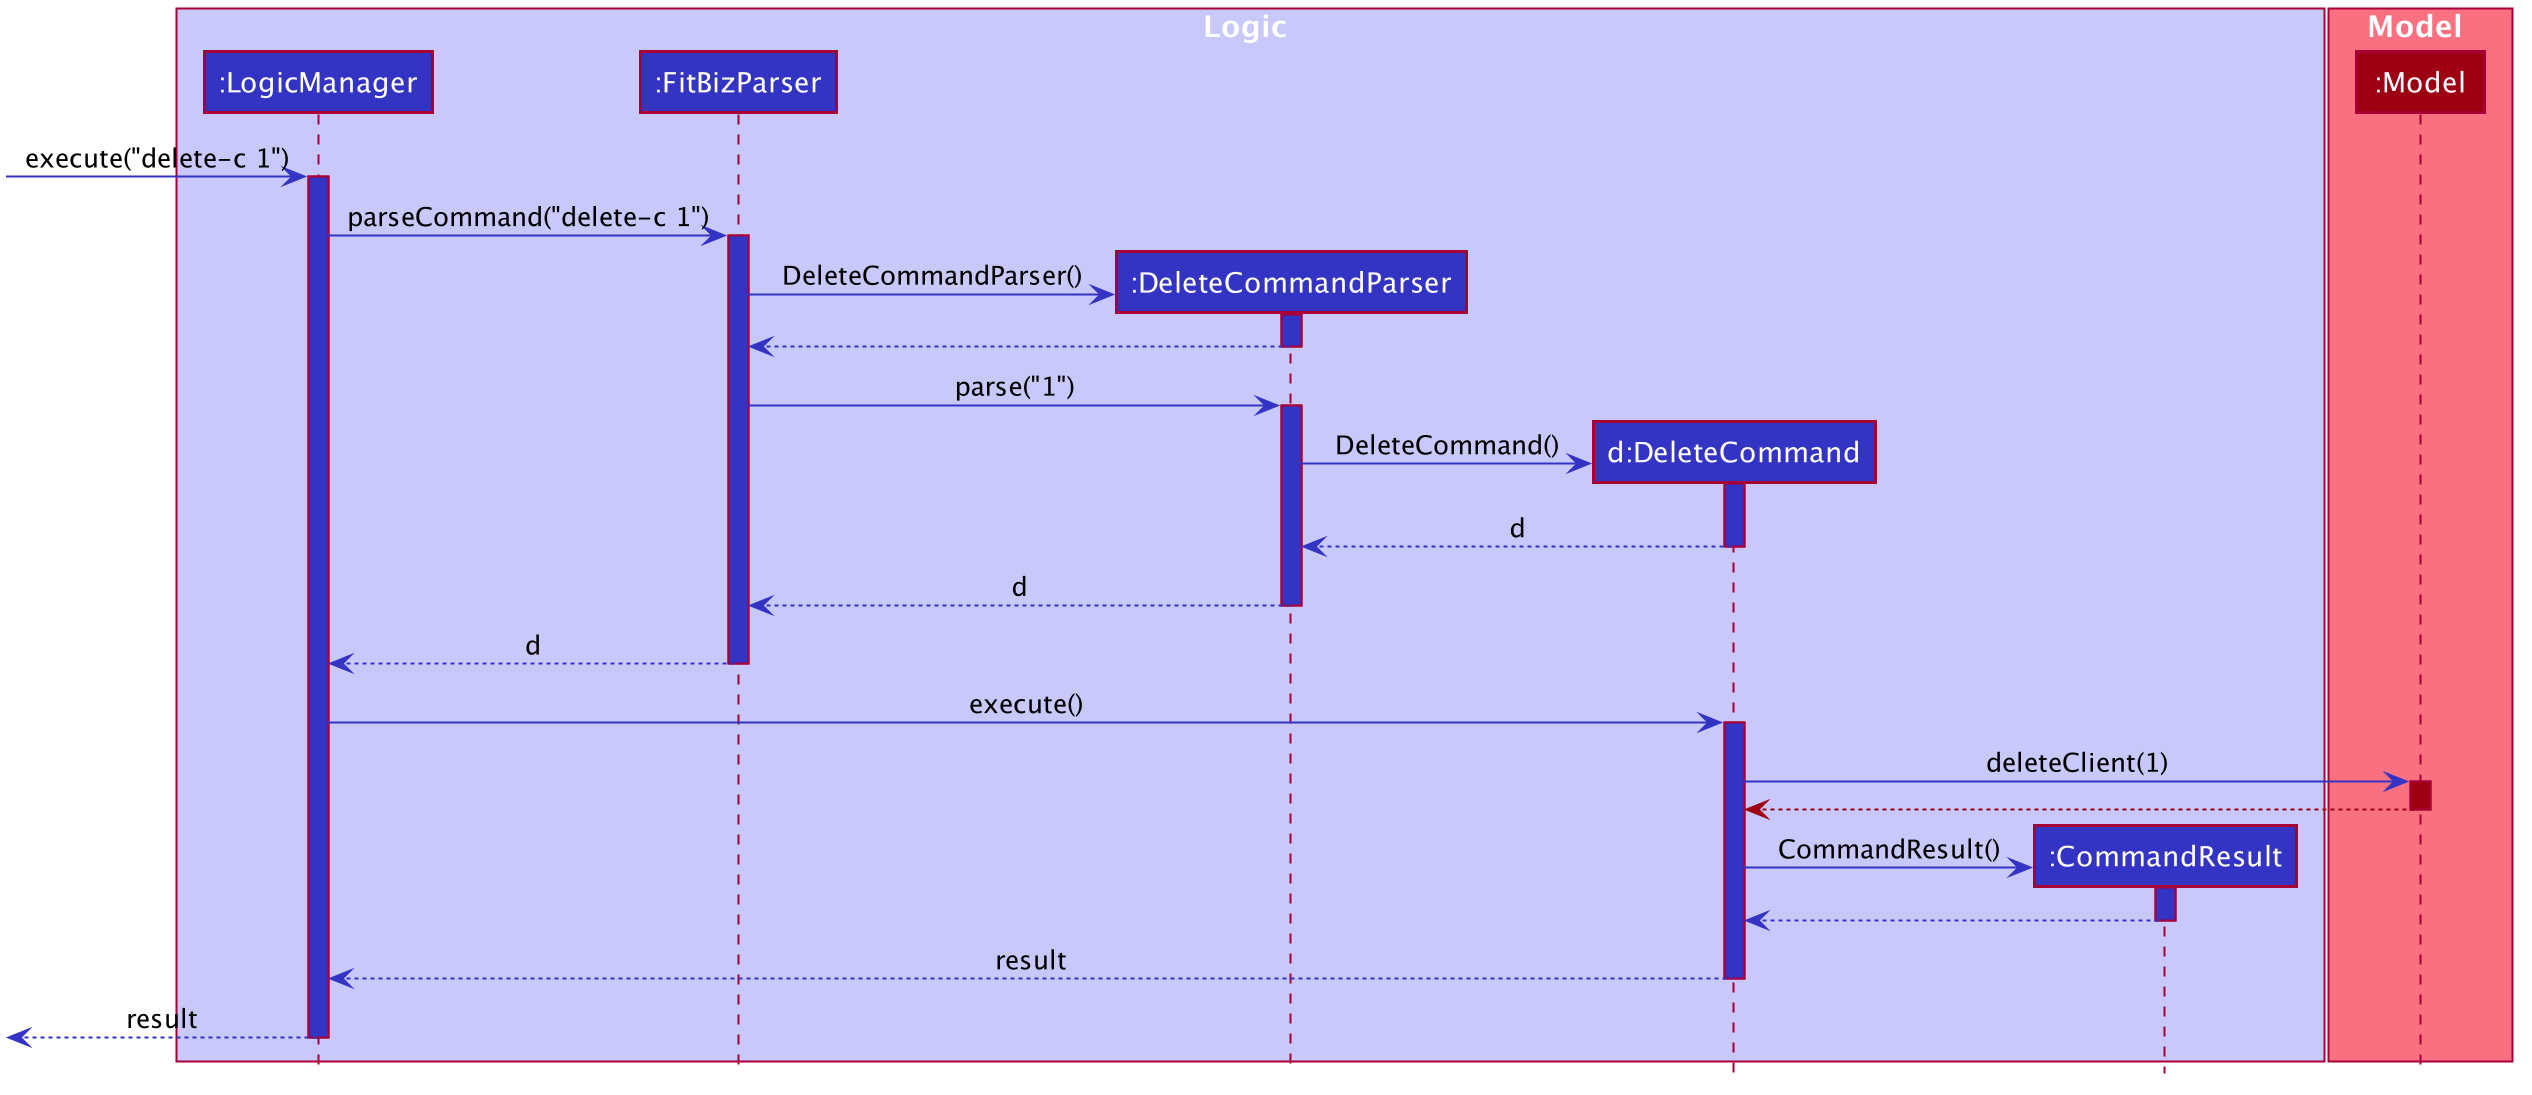 Logic
Model
:LogicManager
:FitBizParser
:Model
execute("delete-c 1")
parseCommand("delete-c 1")
DeleteCommandParser()
:DeleteCommandParser
parse("1")
DeleteCommand()
d:DeleteCommand
d
d
d
execute()
deleteClient(1)
CommandResult()
:CommandResult
result
result